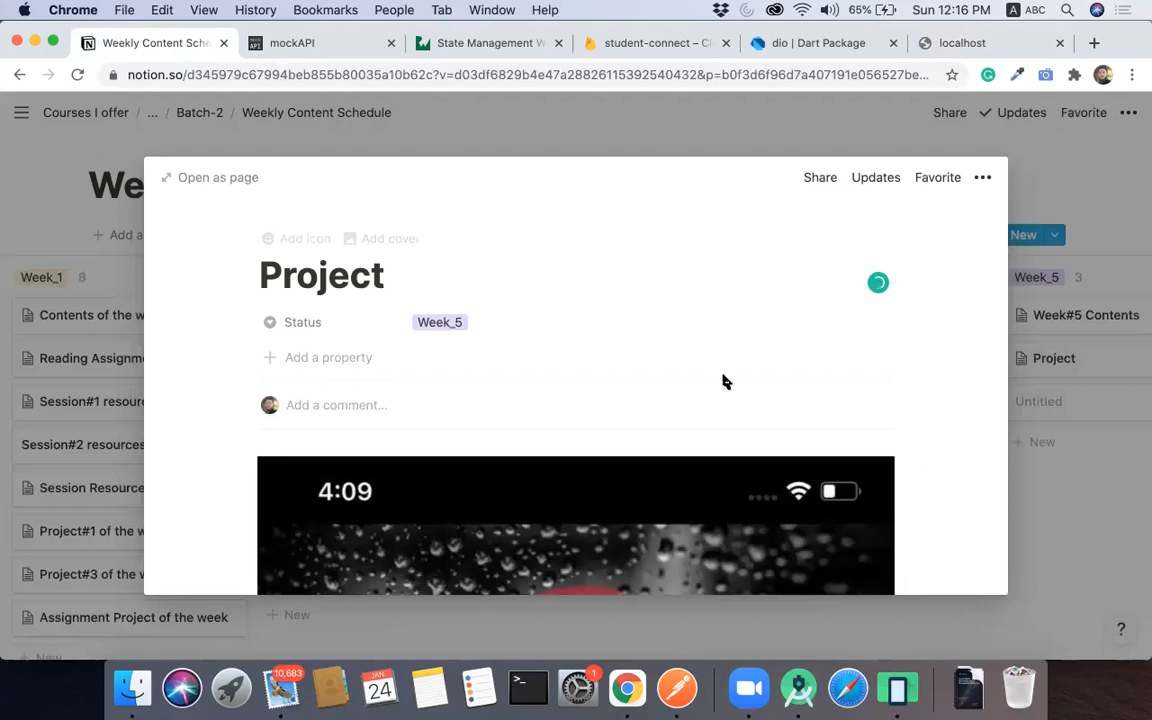 Chrome File Edit View History Bookmarks People Tab Window Help 65% Sun 12:16 PM A ABC
Weekly Content Sche mockAPI State Management W student-connect – Cl dio | Dart Package localhost
notion.so/d345979c67994beb855b80035a10b62c?v=d03df6829b4e47a28826115392540432&p=b0f3d6f96d7a407191e056527be...
Courses I offer / ... / Batch-2 / Weekly Content Schedule Share Updates Favorite
Open as page Share Updates Favorite
We
Add a
Add icon Add cover
New
Project
Week_1 8
Week_5 3
Contents of the w
Status Week_5
Week#5 Contents
Reading Assignm
Add a property
Project
Session#1 resour
Add a comment...
Untitled
Session#2 resources
New
Session Resource
4:09
Project#1 of the w
Project#3 of the w
Assignment Project of the week
New
New
?
10,683
JAN
24
1